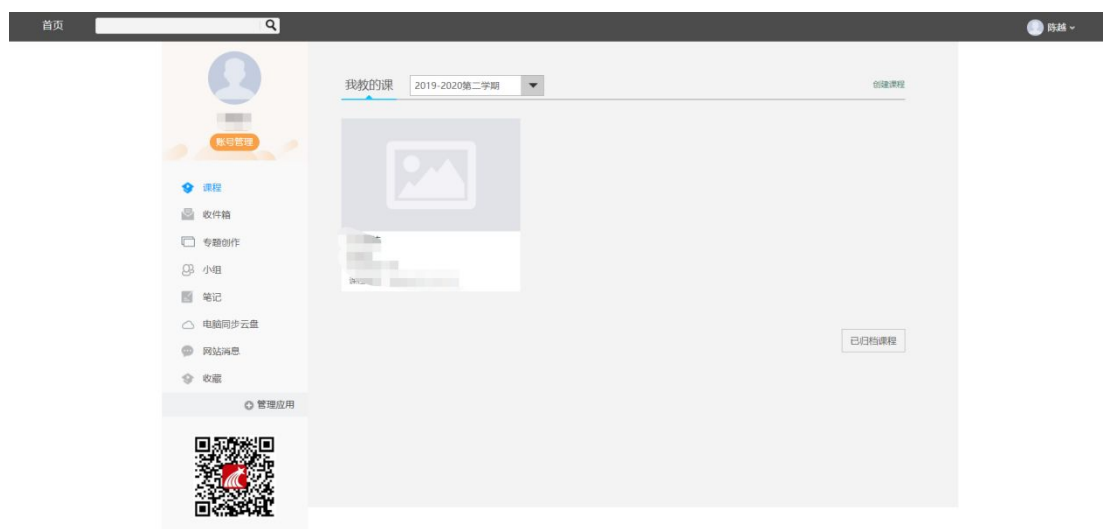 首页
陈越
账号管理
课程
收件箱
专题创作
小组
笔记
电脑同步云盘
网站消息
收藏
管理应用
我教的课
2019-2020第二学期
创建课程
已归档课程